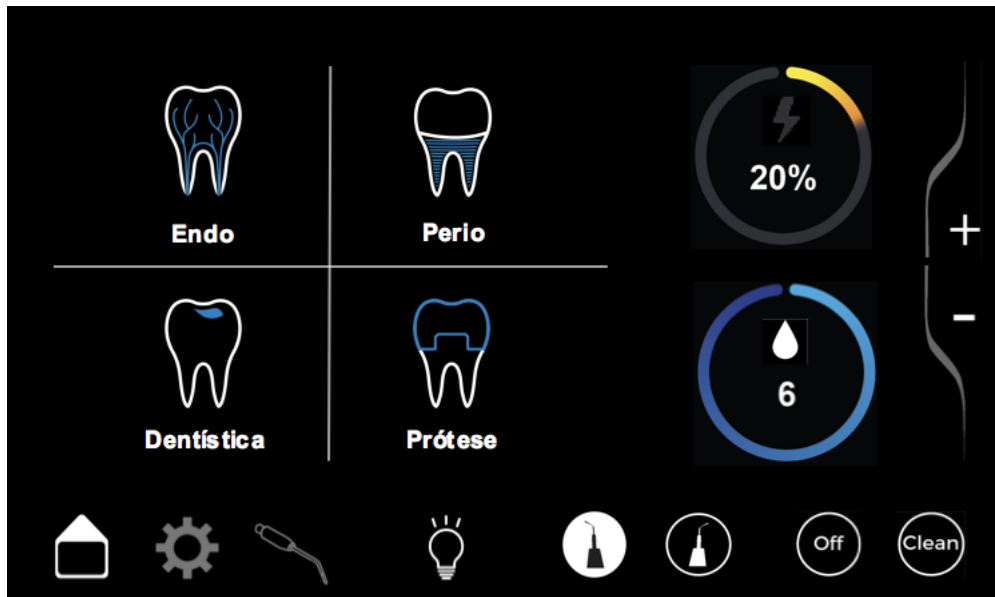 Endo
Perio
20%
+
-
6
Dentística
Prótese
Off
Clean